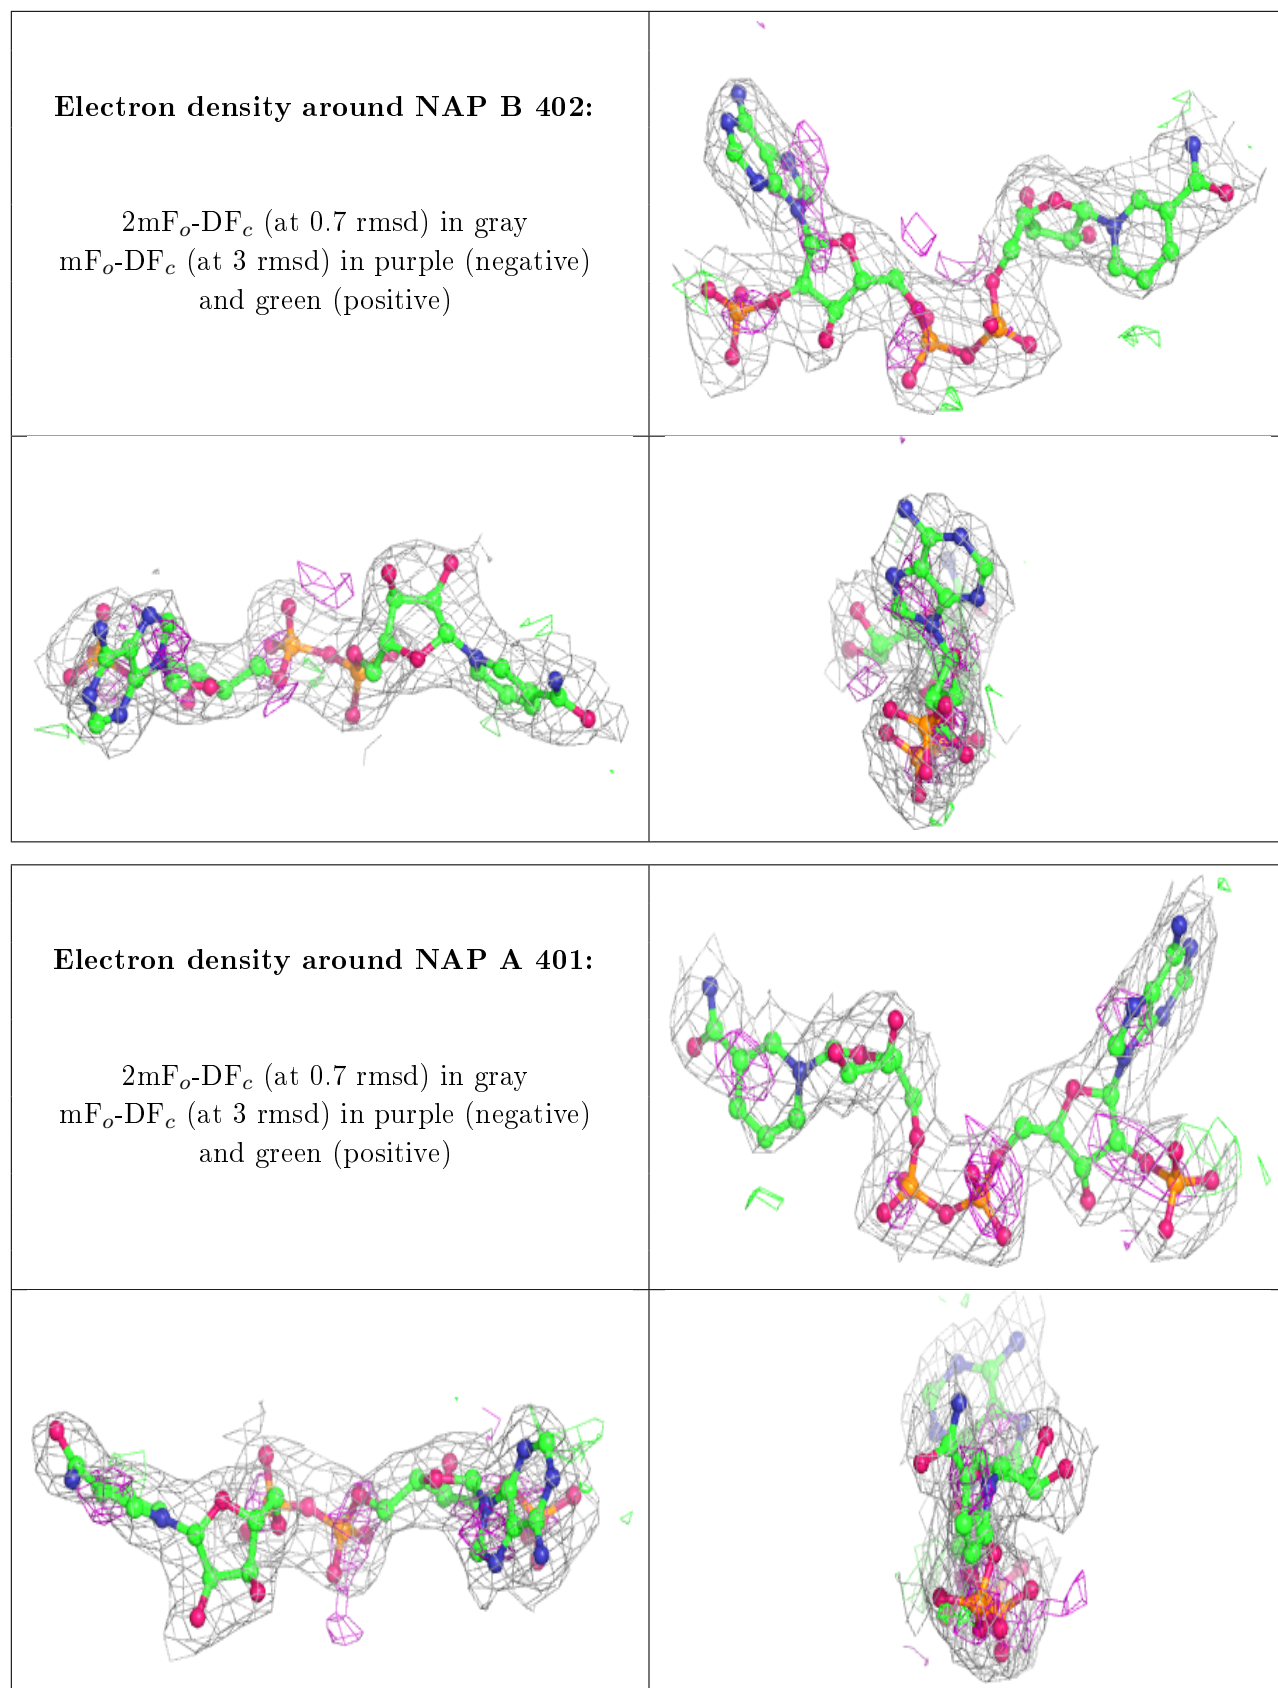 Electron density around NAP B 402:
2mFₒ-DF𝒸 (at 0.7 rmsd) in gray
mFₒ-DF𝒸 (at 3 rmsd) in purple (negative)
and green (positive)
Electron density around NAP A 401:
2mFₒ-DF𝒸 (at 0.7 rmsd) in gray
mFₒ-DF𝒸 (at 3 rmsd) in purple (negative)
and green (positive)